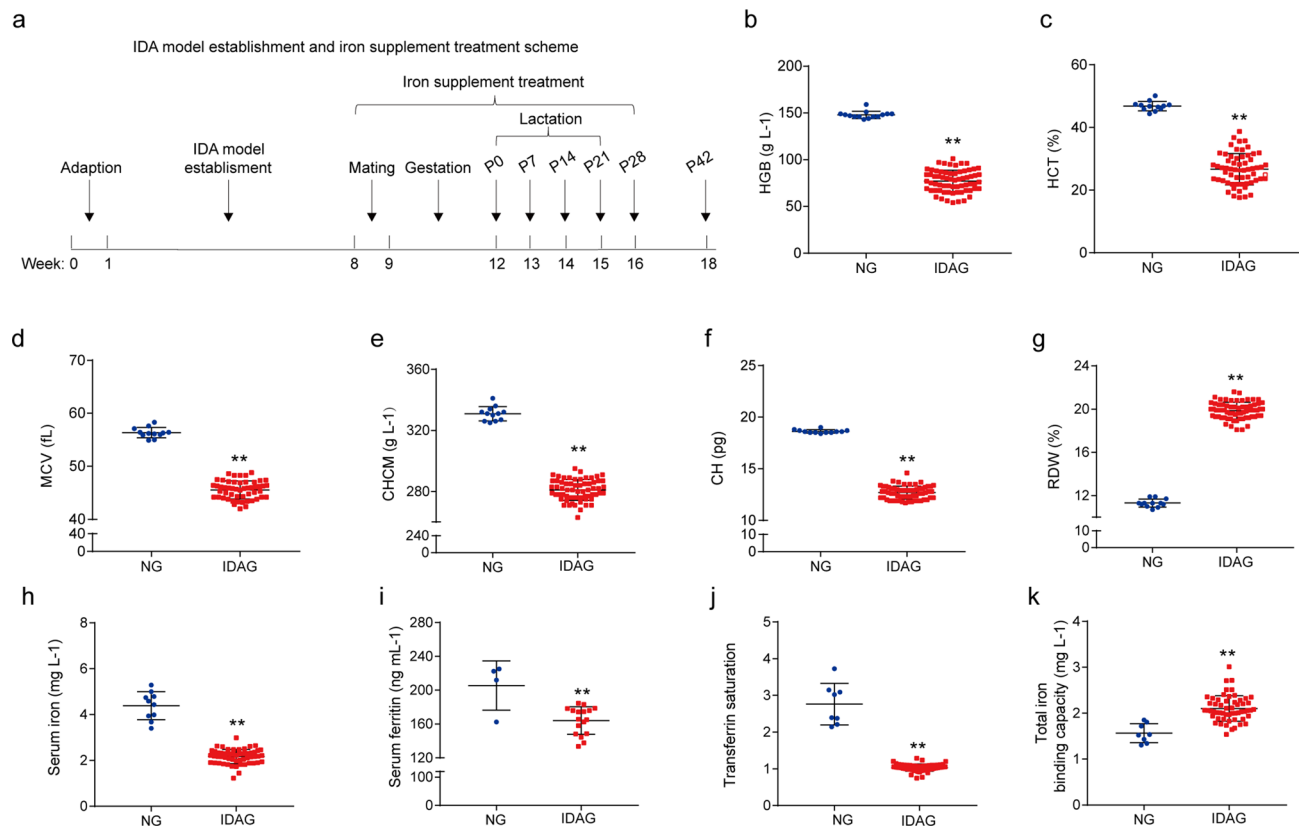 a
IDA model establishment and iron supplement treatment scheme
Iron supplement treatment
Lactation
Adaption
IDA model
establisment
Mating
Gestation
P0
P7
P14
P21
P28
P42
Week:
0
1
8
9
12
13
14
15
16
18
b
HGB (g L-1)
200
150
100
50
0
**
NG
IDAG
c
HCT (%)
60
40
20
0
**
NG
IDAG
d
MCV (fL)
70
60
50
40
10
0
**
NG
IDAG
e
CHCM (g L-1)
360
320
280
240
0
**
NG
IDAG
f
CH (pg)
25
20
15
10
10
0
**
NG
IDAG
g
RDW (%)
24
20
16
12
10
0
**
NG
IDAG
h
Serum iron (mg L-1)
8
6
4
2
0
**
NG
IDAG
i
Serum ferritin (ng mL-1)
280
240
200
160
120
100
0
**
NG
IDAG
j
Transferrin saturation
5
4
3
2
1
0
**
NG
IDAG
k
Total iron
binding capacity (mg L-1)
4
3
2
1
0
**
NG
IDAG